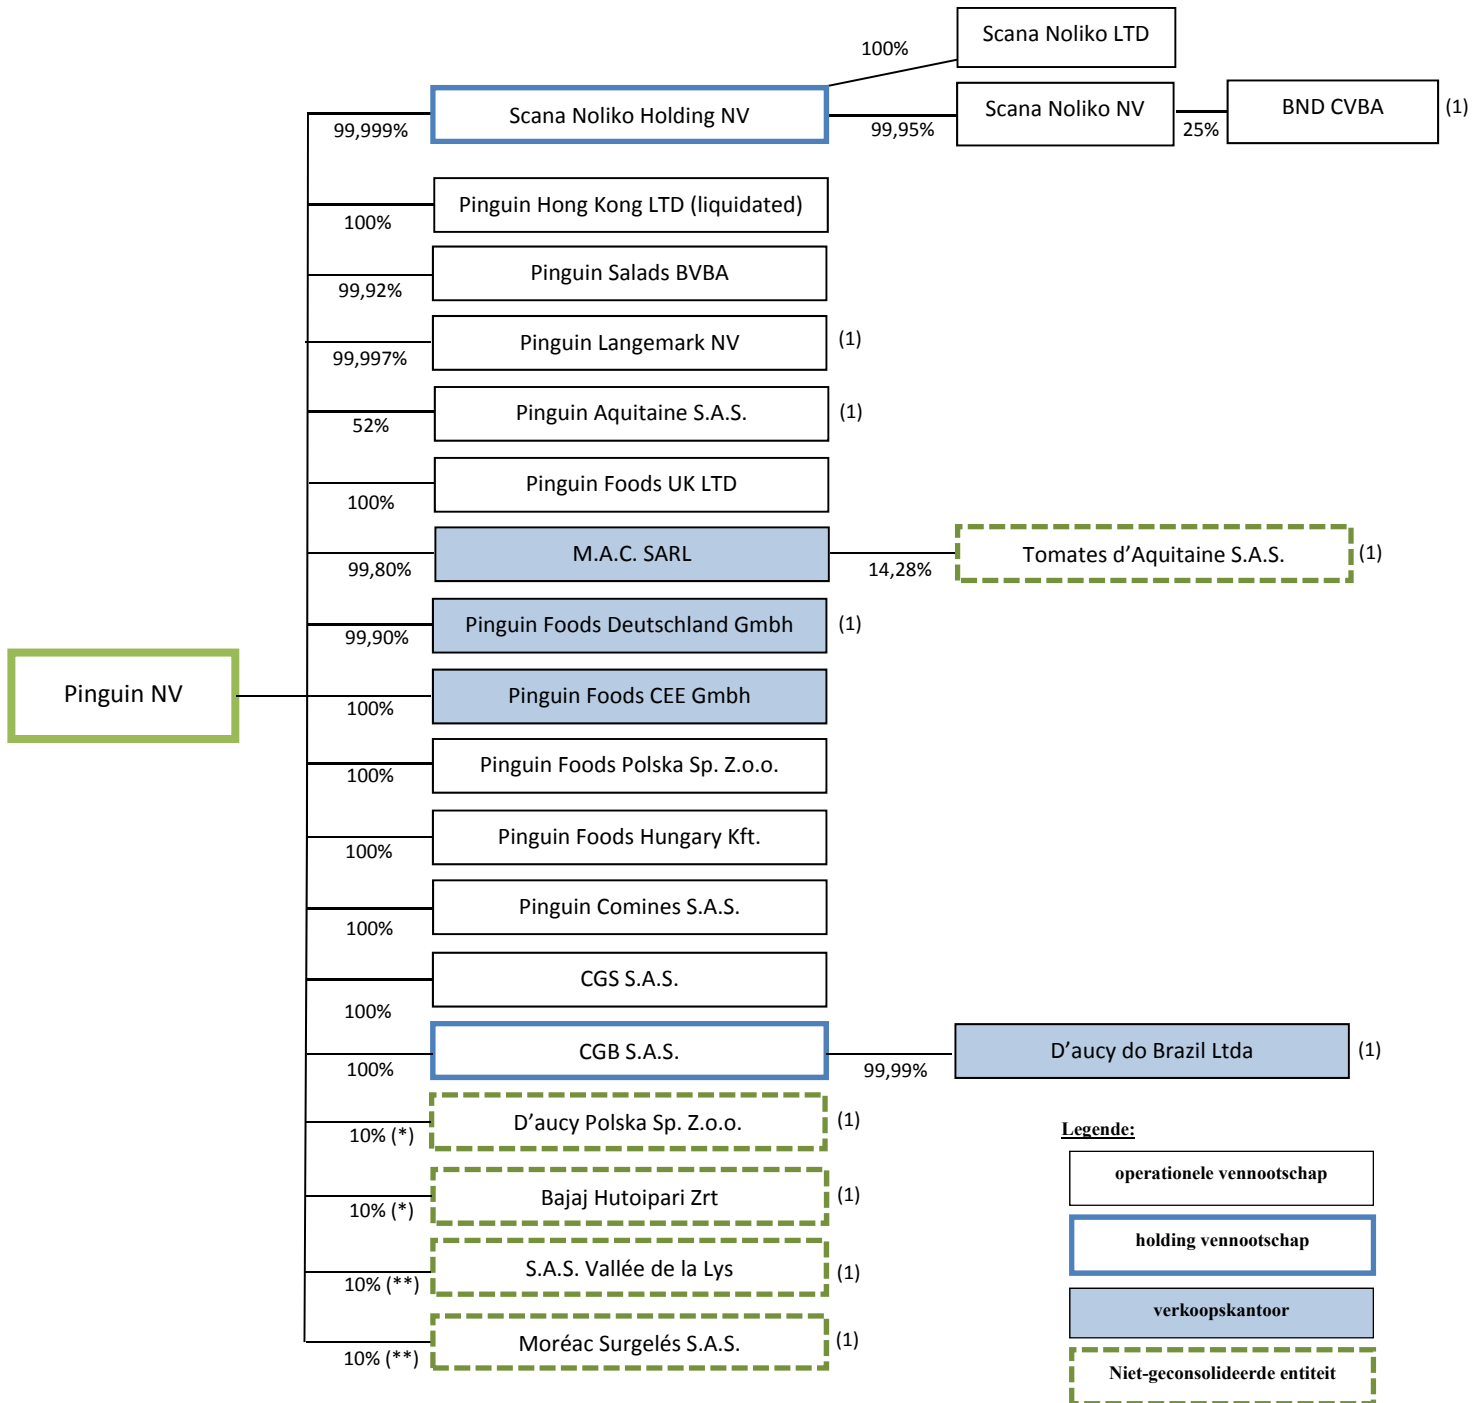 Scana Noliko LTD
100%
Scana Noliko Holding NV
99,999%
99,95%
Scana Noliko NV
25%
BND CVBA
(1)
Pinguin Hong Kong LTD (liquidated)
100%
Pinguin Salads BVBA
99,92%
Pinguin Langemark NV
(1)
99,997%
Pinguin Aquitaine S.A.S.
(1)
52%
Pinguin Foods UK LTD
100%
M.A.C. SARL
99,80%
14,28%
Tomates d'Aquitaine S.A.S.
(1)
Pinguin Foods Deutschland Gmbh
(1)
99,90%
Pinguin NV
Pinguin Foods CEE Gmbh
100%
Pinguin Foods Polska Sp. Z.o.o.
100%
Pinguin Foods Hungary Kft.
100%
Pinguin Comines S.A.S.
100%
CGS S.A.S.
100%
CGB S.A.S.
100%
99,99%
D'aucy do Brazil Ltda
(1)
D'aucy Polska Sp. Z.o.o.
(1)
10% (*)
Bajaj Hutoipari Zrt
(1)
10% (*)
S.A.S. Vallée de la Lys
(1)
10% (**)
Moréac Surgelés S.A.S.
(1)
10% (**)
Legende:
operationele vennootschap
holding vennootschap
verkoopskantoor
Niet-geconsolideerde entiteit